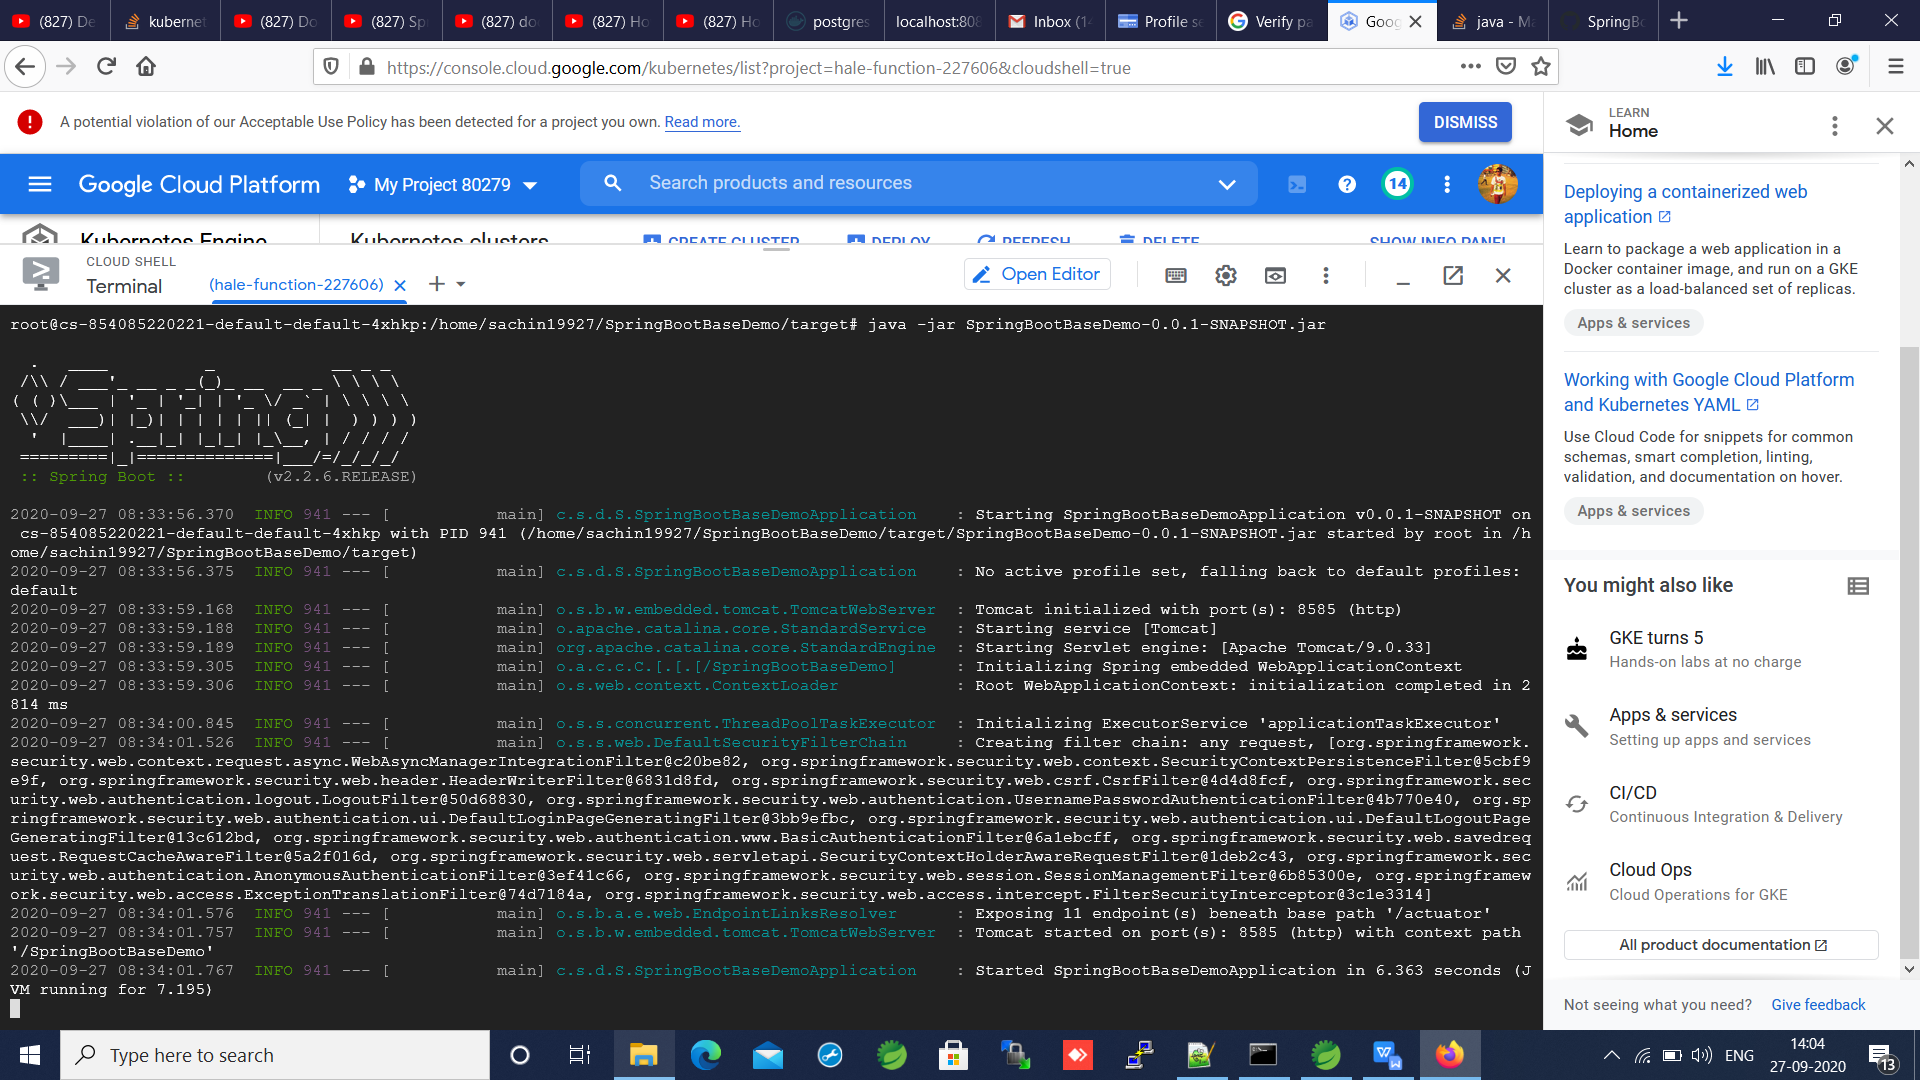 (827) De
kubernet
(827) Do
(827) Sp
(827) do
(827) Ho
(827) Ho
postgres
localhost:808
Inbox (14
Profile se
Verify pa
Goog
java - Ma
SpringBo
https://console.cloud.google.com/kubernetes/list?project=hale-function-227606&cloudshell=true
A potential violation of our Acceptable Use Policy has been detected for a project you own. Read more.
DISMISS
Google Cloud Platform
My Project 80279
Search products and resources
14
Kubernetes Engine
Kubernetes clusters
CREATE CLUSTER
DEPLOY
REFRESH
DELETE
SHOW INFO PANEL
CLOUD SHELL
Terminal
(hale-function-227606)
Open Editor
root@cs-854085220221-default-default-4xhkp:/home/sachin19927/SpringBootBaseDemo/target# java -jar SpringBootBaseDemo-0.0.1-SNAPSHOT.jar
  .   ____          _            __ _ _
 /\\ / ___'_ __ _ _(_)_ __  __ _ \ \ \ \
( ( )\___ | '_ | '_| | '_ \/ _` | \ \ \ \
 \\/  ___)| |_)| | | | | || (_| |  ) ) ) )
  '  |____| .__|_| |_|_| |_\__, | / / / /
 =========|_|==============|___/=/_/_/_/
 :: Spring Boot ::        (v2.2.6.RELEASE)
2020-09-27 08:33:56.370  INFO 941 --- [           main] c.s.d.S.SpringBootBaseDemoApplication    : Starting SpringBootBaseDemoApplication v0.0.1-SNAPSHOT on
 cs-854085220221-default-default-4xhkp with PID 941 (/home/sachin19927/SpringBootBaseDemo/target/SpringBootBaseDemo-0.0.1-SNAPSHOT.jar started by root in /h
ome/sachin19927/SpringBootBaseDemo/target)
2020-09-27 08:33:56.375  INFO 941 --- [           main] c.s.d.S.SpringBootBaseDemoApplication    : No active profile set, falling back to default profiles:
default
2020-09-27 08:33:59.168  INFO 941 --- [           main] o.s.b.w.embedded.tomcat.TomcatWebServer  : Tomcat initialized with port(s): 8585 (http)
2020-09-27 08:33:59.188  INFO 941 --- [           main] o.apache.catalina.core.StandardService   : Starting service [Tomcat]
2020-09-27 08:33:59.189  INFO 941 --- [           main] org.apache.catalina.core.StandardEngine  : Starting Servlet engine: [Apache Tomcat/9.0.33]
2020-09-27 08:33:59.305  INFO 941 --- [           main] o.a.c.c.C.[.[.[/SpringBootBaseDemo]      : Initializing Spring embedded WebApplicationContext
2020-09-27 08:33:59.306  INFO 941 --- [           main] o.s.web.context.ContextLoader            : Root WebApplicationContext: initialization completed in 2
814 ms
2020-09-27 08:34:00.845  INFO 941 --- [           main] o.s.s.concurrent.ThreadPoolTaskExecutor  : Initializing ExecutorService 'applicationTaskExecutor'
2020-09-27 08:34:01.526  INFO 941 --- [           main] o.s.s.web.DefaultSecurityFilterChain     : Creating filter chain: any request, [org.springframework.
security.web.context.request.async.WebAsyncManagerIntegrationFilter@c20be82, org.springframework.security.web.context.SecurityContextPersistenceFilter@5cbf9
e9f, org.springframework.security.web.header.HeaderWriterFilter@6831d8fd, org.springframework.security.web.csrf.CsrfFilter@4d4d8fcf, org.springframework.sec
urity.web.authentication.logout.LogoutFilter@50d68830, org.springframework.security.web.authentication.UsernamePasswordAuthenticationFilter@4b770e40, org.sp
ringframework.security.web.authentication.ui.DefaultLoginPageGeneratingFilter@3bb9efbc, org.springframework.security.web.authentication.ui.DefaultLogoutPage
GeneratingFilter@13c612bd, org.springframework.security.web.authentication.www.BasicAuthenticationFilter@6a1ebcff, org.springframework.security.web.savedreq
uest.RequestCacheAwareFilter@5a2f016d, org.springframework.security.web.servletapi.SecurityContextHolderAwareRequestFilter@1deb2c43, org.springframework.sec
urity.web.authentication.AnonymousAuthenticationFilter@3ef41c66, org.springframework.security.web.session.SessionManagementFilter@6b85300e, org.springframew
ork.security.web.access.ExceptionTranslationFilter@74d7184a, org.springframework.security.web.access.intercept.FilterSecurityInterceptor@3c1e3314]
2020-09-27 08:34:01.576  INFO 941 --- [           main] o.s.b.a.e.web.EndpointLinksResolver      : Exposing 11 endpoint(s) beneath base path '/actuator'
2020-09-27 08:34:01.757  INFO 941 --- [           main] o.s.b.w.embedded.tomcat.TomcatWebServer  : Tomcat started on port(s): 8585 (http) with context path
'/SpringBootBaseDemo'
2020-09-27 08:34:01.767  INFO 941 --- [           main] c.s.d.S.SpringBootBaseDemoApplication    : Started SpringBootBaseDemoApplication in 6.363 seconds (J
VM running for 7.195)
LEARN
Home
Deploying a containerized web
application
Learn to package a web application in a
Docker container image, and run on a GKE
cluster as a load-balanced set of replicas.
Apps & services
Working with Google Cloud Platform
and Kubernetes YAML
Use Cloud Code for snippets for common
schemas, smart completion, linting,
validation, and documentation on hover.
Apps & services
You might also like
GKE turns 5
Hands-on labs at no charge
Apps & services
Setting up apps and services
CI/CD
Continuous Integration & Delivery
Cloud Ops
Cloud Operations for GKE
All product documentation
Not seeing what you need? Give feedback
Type here to search
ENG
14:04
27-09-2020
13